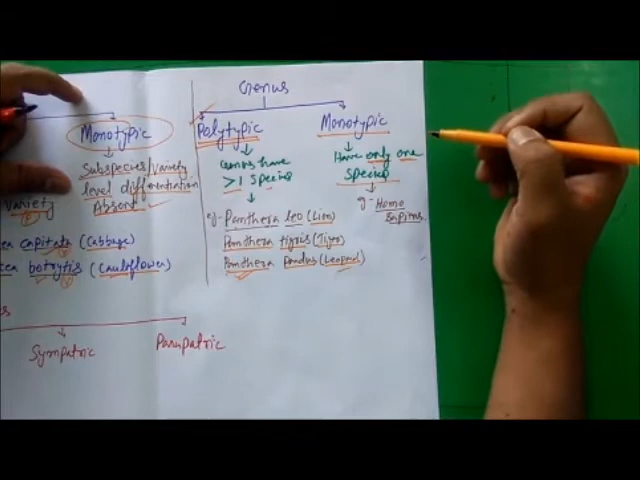 Genus
Polytypic
Monotypic
Genus have
>1 Species
eg- Panthera leo (Lion)
Panthera tigris (Tiger)
Panthera Pardus (Leopard)
Have only one
Species
eg- Homo
Sapiens.
Monotypic
Subspecies/Variety
level differentiation
Absent
Variety
capitata (Cabbage)
botrytis (Cauliflower)
Sympatric
Parapatric